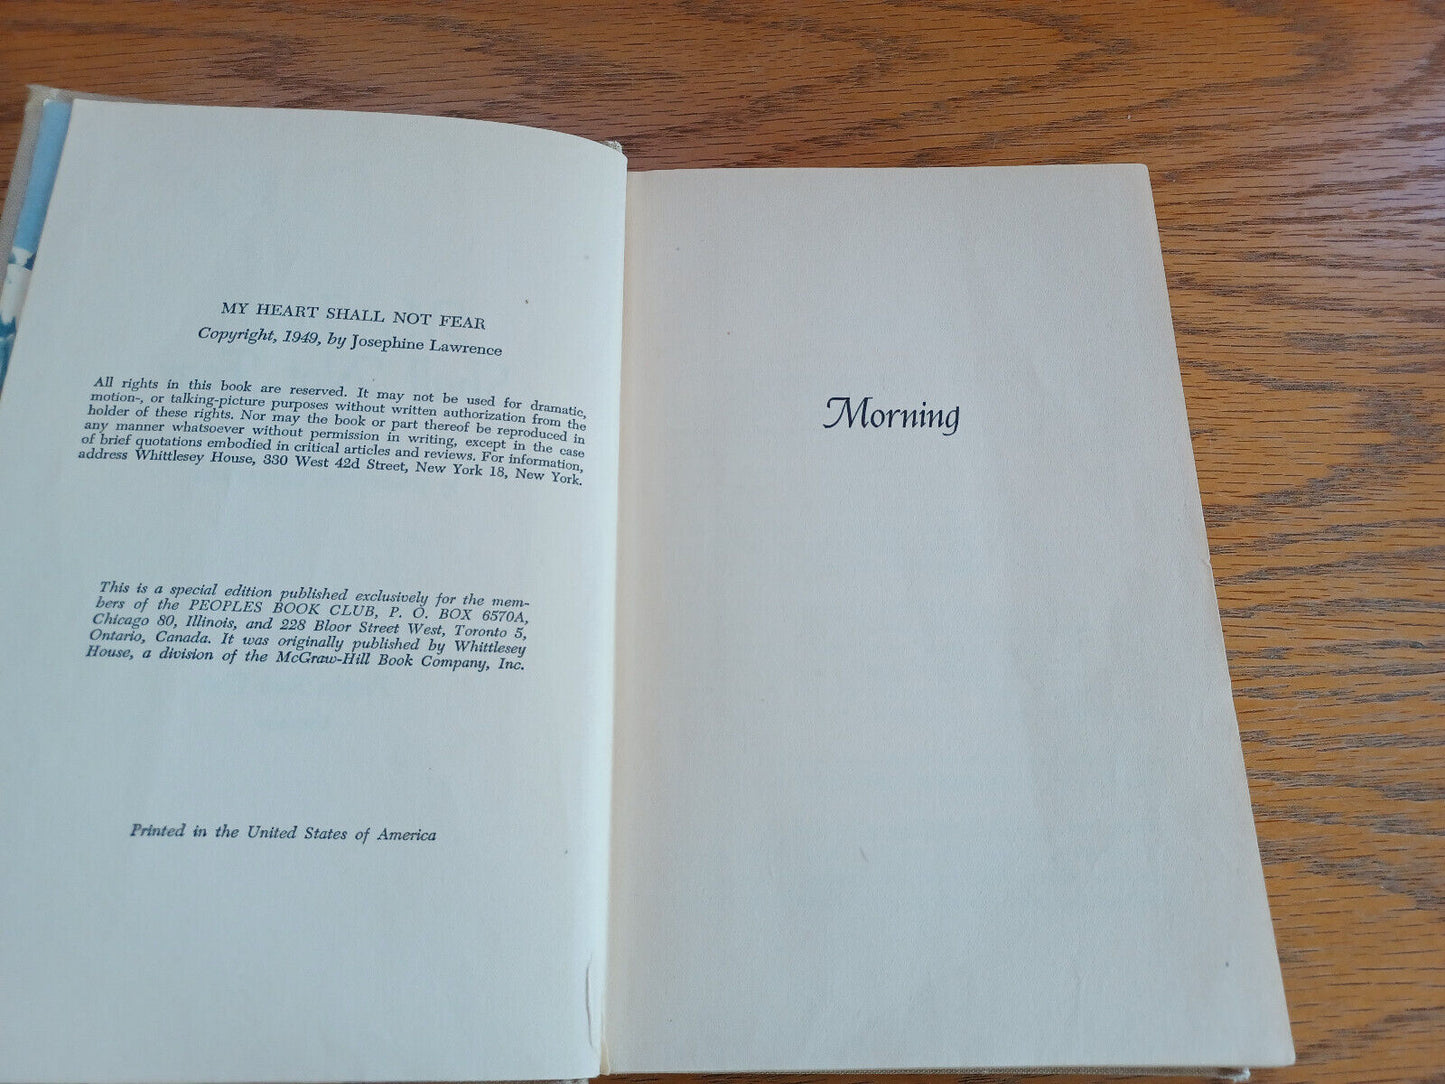 MY HEART SHALL NOT FEAR
Copyright, 1949, by Josephine Lawrence
All rights in this book are reserved. It may not be used for dramatic,
motion-, or talking-picture purposes without written authorization from the
holder of these rights. Nor may the book or part thereof be reproduced in
any manner whatsoever without permission in writing, except in the case
of brief quotations embodied in critical articles and reviews. For information,
address Whittlesey House, 330 West 42d Street, New York 18, New York.
This is a special edition published exclusively for the mem-
bers of the PEOPLES BOOK CLUB, P. O. BOX 6570A,
Chicago 80, Illinois, and 228 Bloor Street West, Toronto 5,
Ontario, Canada. It was originally published by Whittlesey
House, a division of the McGraw-Hill Book Company, Inc.
Printed in the United States of America
Morning